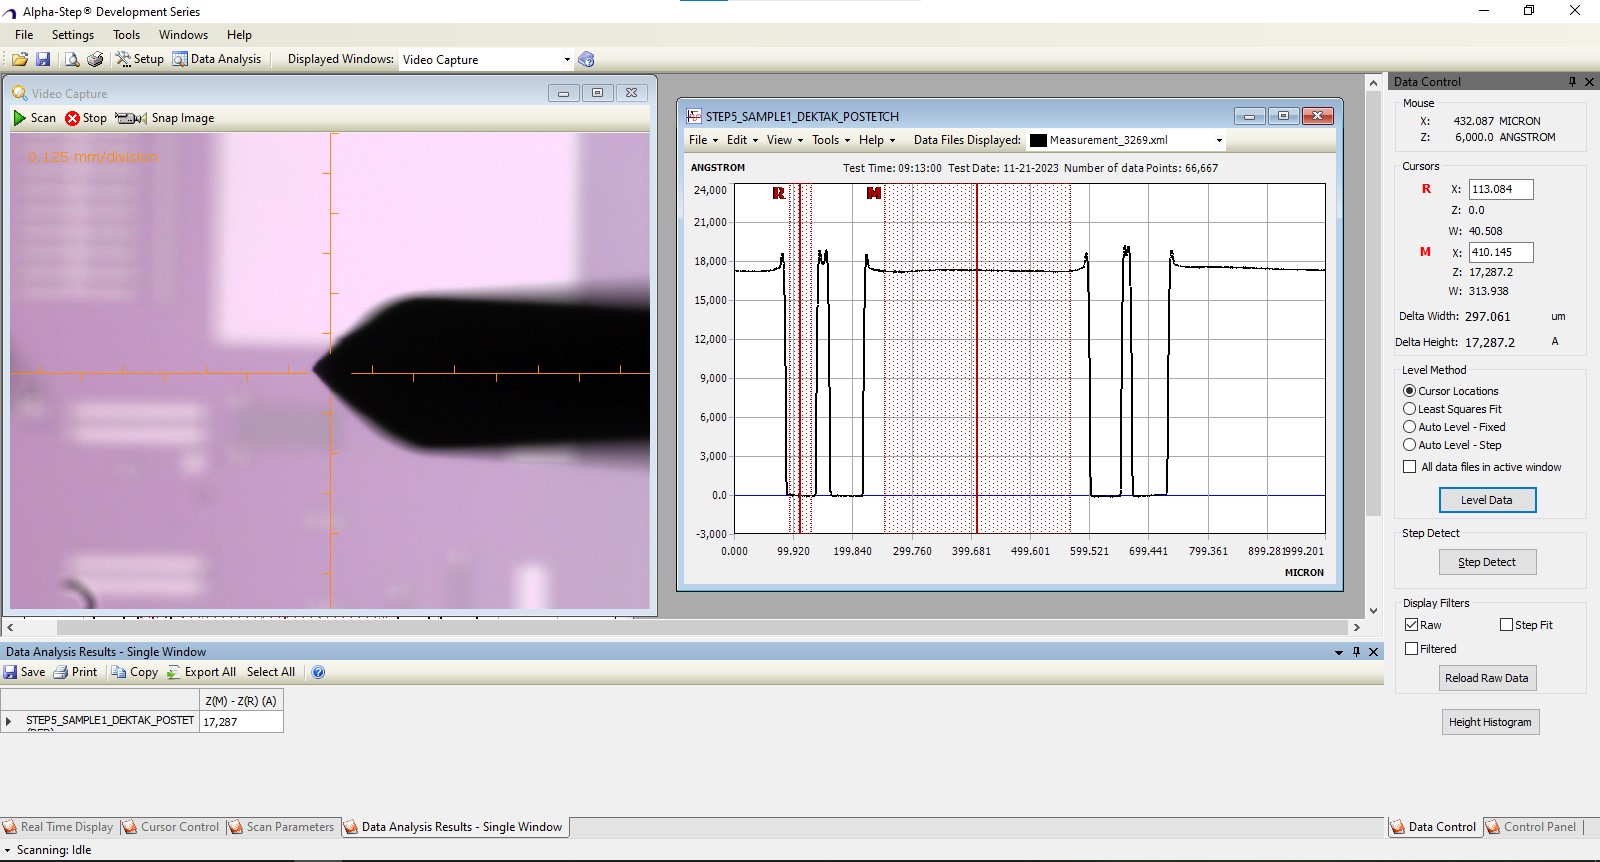 Alpha-Step® Development Series
File Settings Tools Windows Help
Setup Data Analysis Displayed Windows: Video Capture
Video Capture
Scan Stop Snap Image
0.125 mm/division
STEP5_SAMPLE1_DEKTAK_POSTETCH
File Edit View Tools Help Data Files Displayed: Measurement_3269.xml
ANGSTROM Test Time: 09:13:00 Test Date: 11-21-2023 Number of data Points: 66,667
R M
24,000
21,000
18,000
15,000
12,000
9,000
6,000
3,000
0.0
-3,000
0.000 99.920 199.840 299.760 399.681 499.601 599.521 699.441 799.361 899.281 999.201
MICRON
Data Control
Mouse
X: 432.087 MICRON
Z: 6,000.0 ANGSTROM
Cursors
R X: 113.084
Z: 0.0
W: 40.508
M X: 410.145
Z: 17,287.2
W: 313.938
Delta Width: 297.061 um
Delta Height: 17,287.2 A
Level Method
Cursor Locations
Least Squares Fit
Auto Level - Fixed
Auto Level - Step
All data files in active window
Level Data
Step Detect
Step Detect
Display Filters
Raw Step Fit
Filtered
Reload Raw Data
Height Histogram
Data Analysis Results - Single Window
Save Print Copy Export All Select All
Z(M) - Z(R) (A)
STEP5_SAMPLE1_DEKTAK_POSTET 17,287
Real Time Display Cursor Control Scan Parameters Data Analysis Results - Single Window
Data Control Control Panel
Scanning: Idle